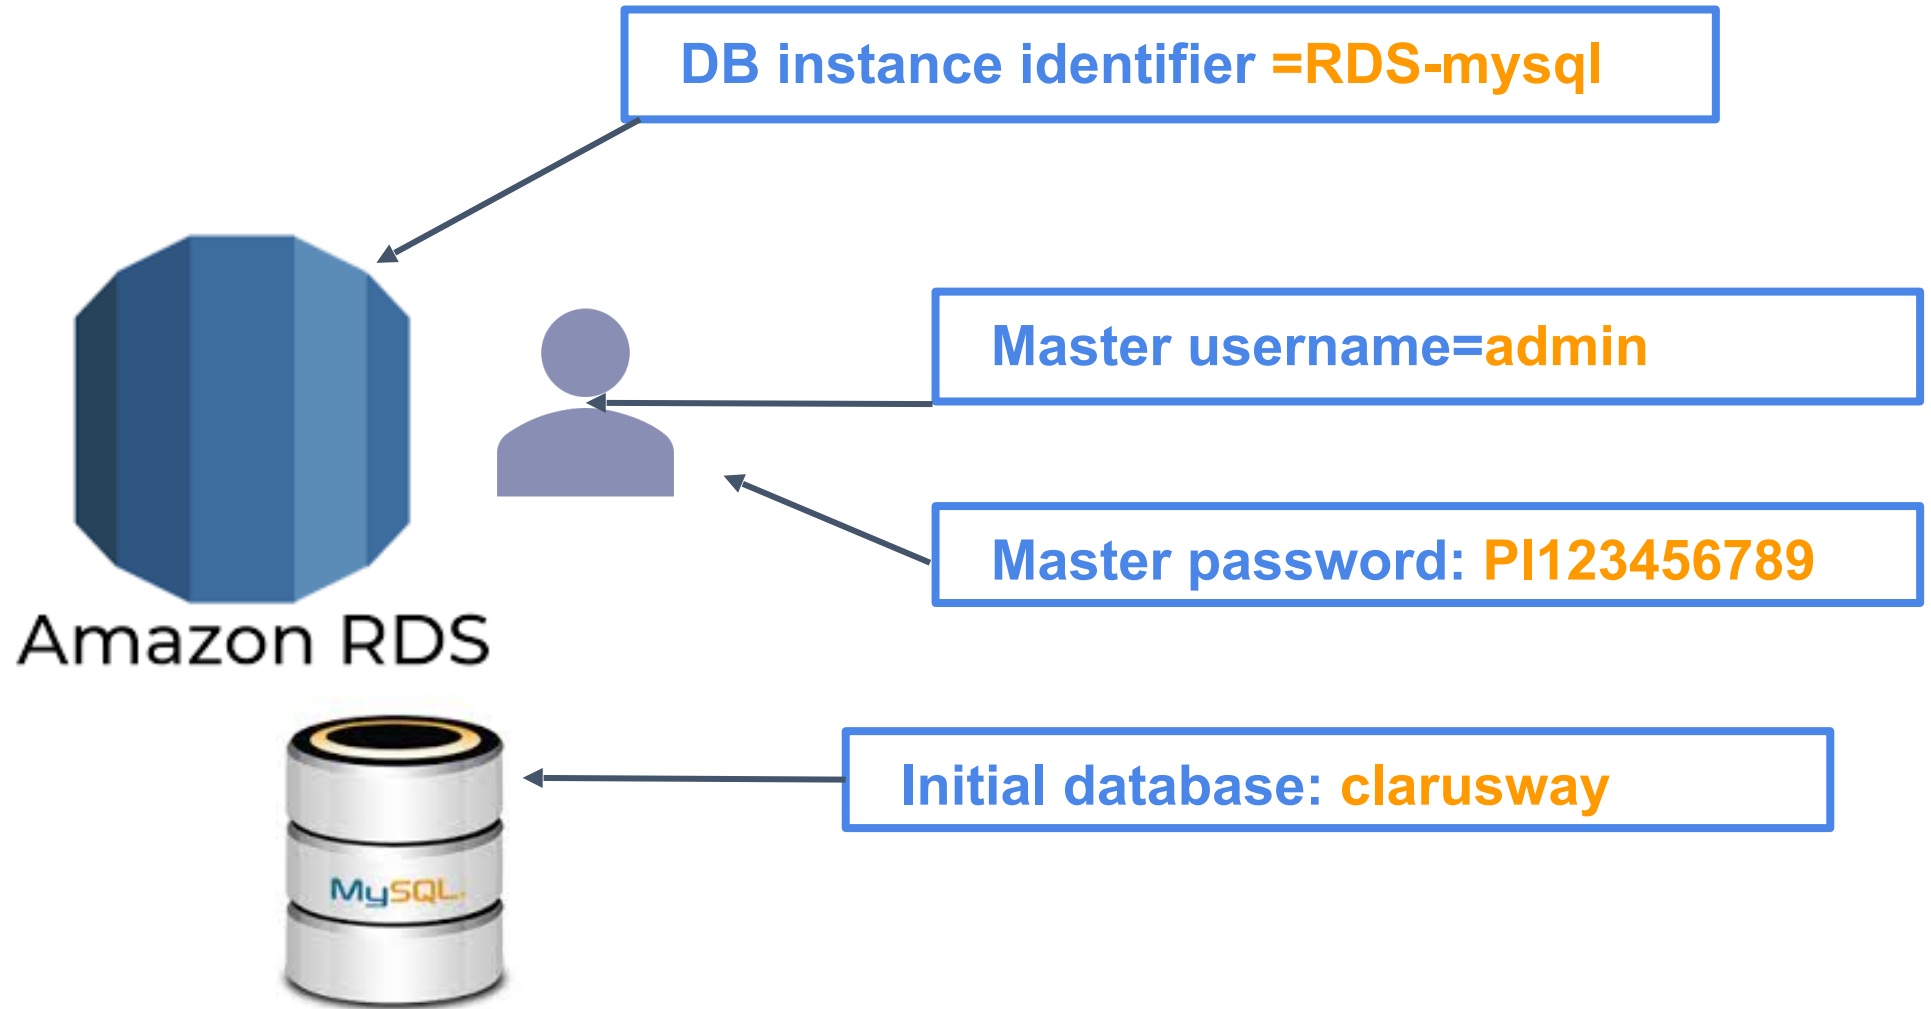 DB instance identifier =RDS-mysql
Master username=admin
Master password: Pl123456789
Amazon RDS
Initial database: clarusway
MySQL.